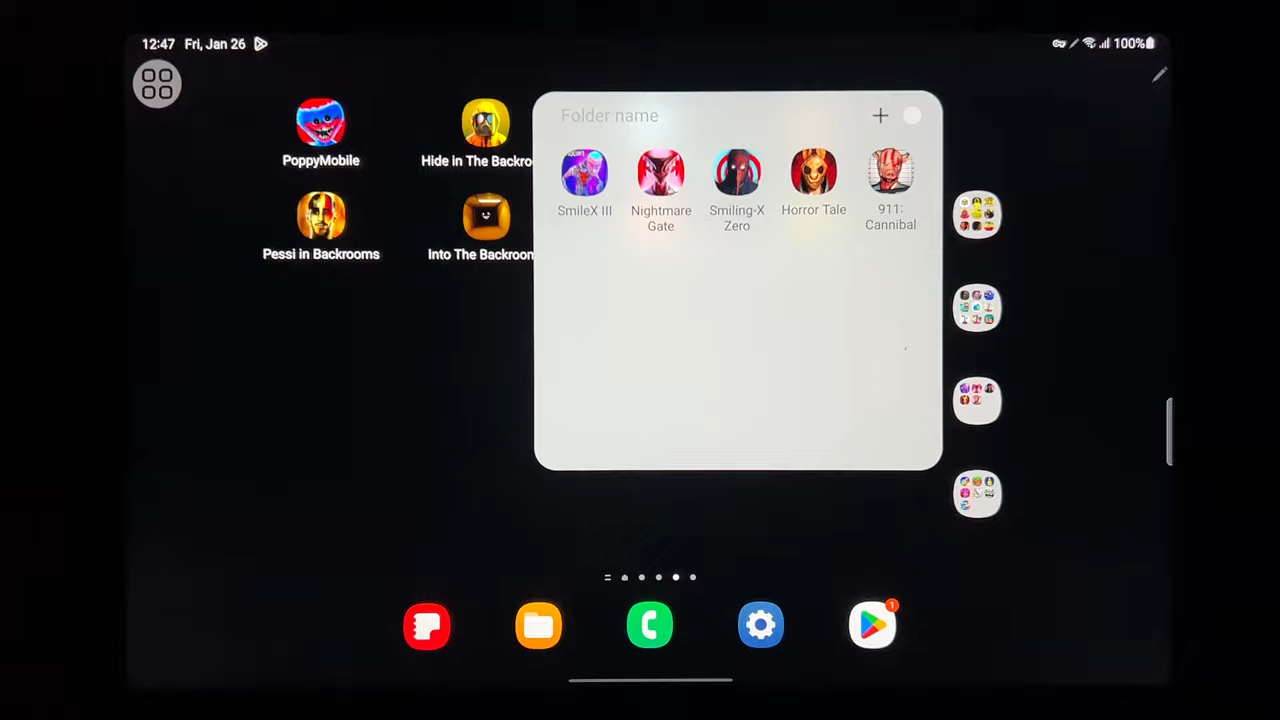 12:47 Fri, Jan 26
100%
Folder name
PoppyMobile
Hide in The Backro
SmileX III
Nightmare
Gate
Smiling-X
Zero
Horror Tale
911:
Cannibal
Pessi in Backrooms
Into The Backroon
1